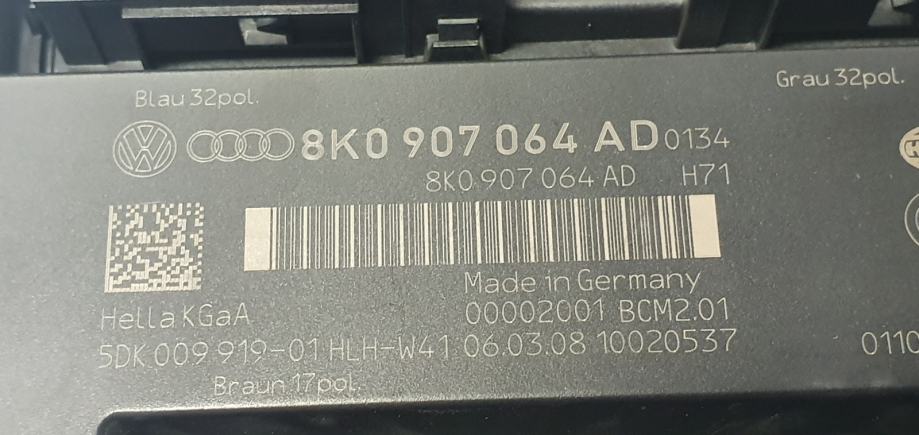 Blau 32pol.
Grau 32pol.
8K0 907 064 AD 0134
8K0 907 064 AD H71
Made in Germany
Hella KGaA
00002001 BCM2.01
5DK 009 919-01 HLH-W41 06.03.08 10020537
0110
Braun 17pol.